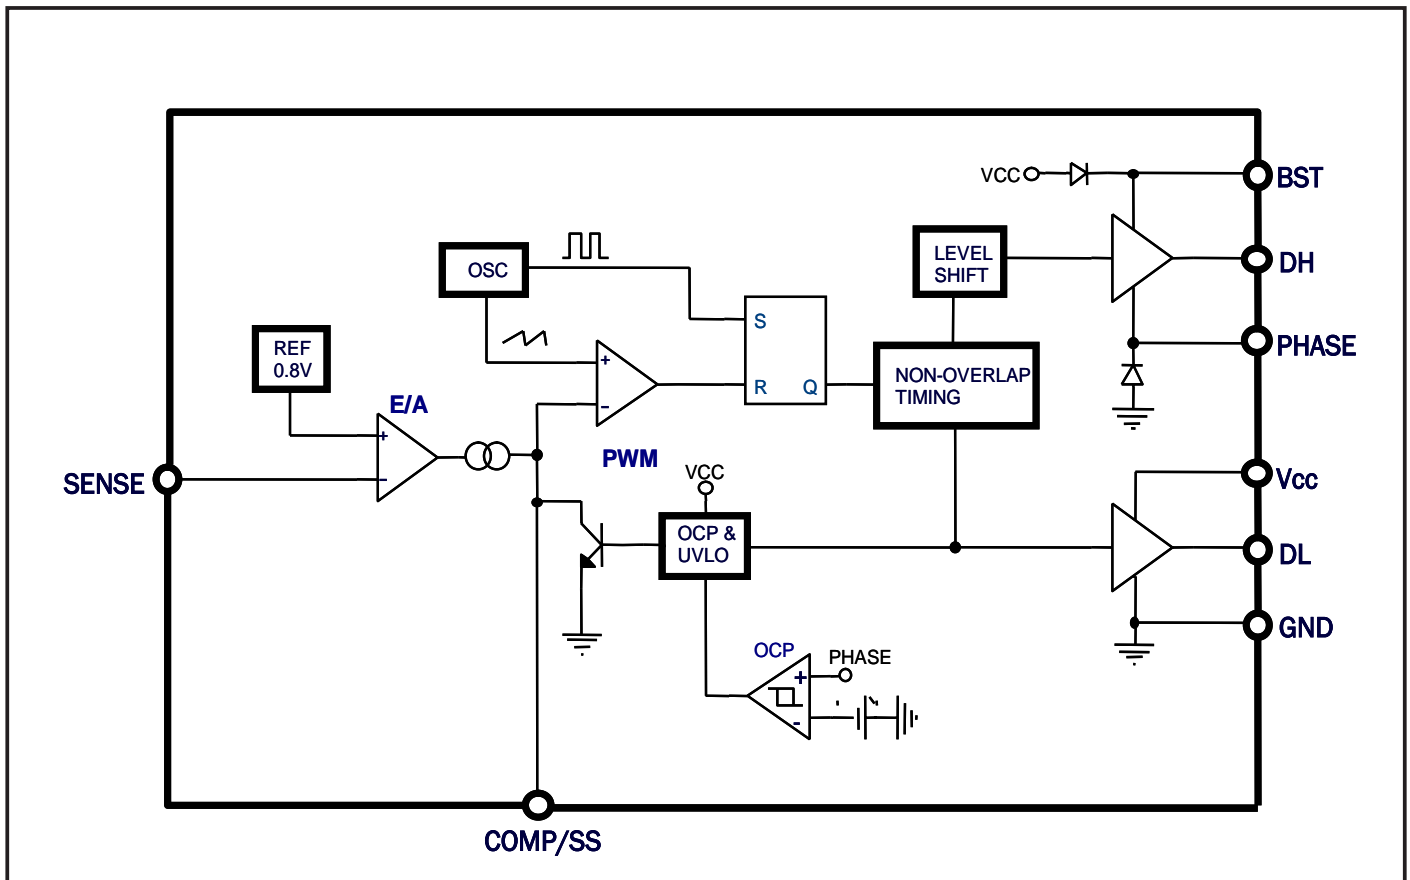 VCC
BST
LEVEL
SHIFT
DH
OSC
S
REF
0.8V
+
PHASE
R
Q
NON-OVERLAP
TIMING
-
E/A
+
PWM
VCC
Vcc
SENSE
-
OCP &
UVLO
DL
GND
OCP
PHASE
+
-
COMP/SS